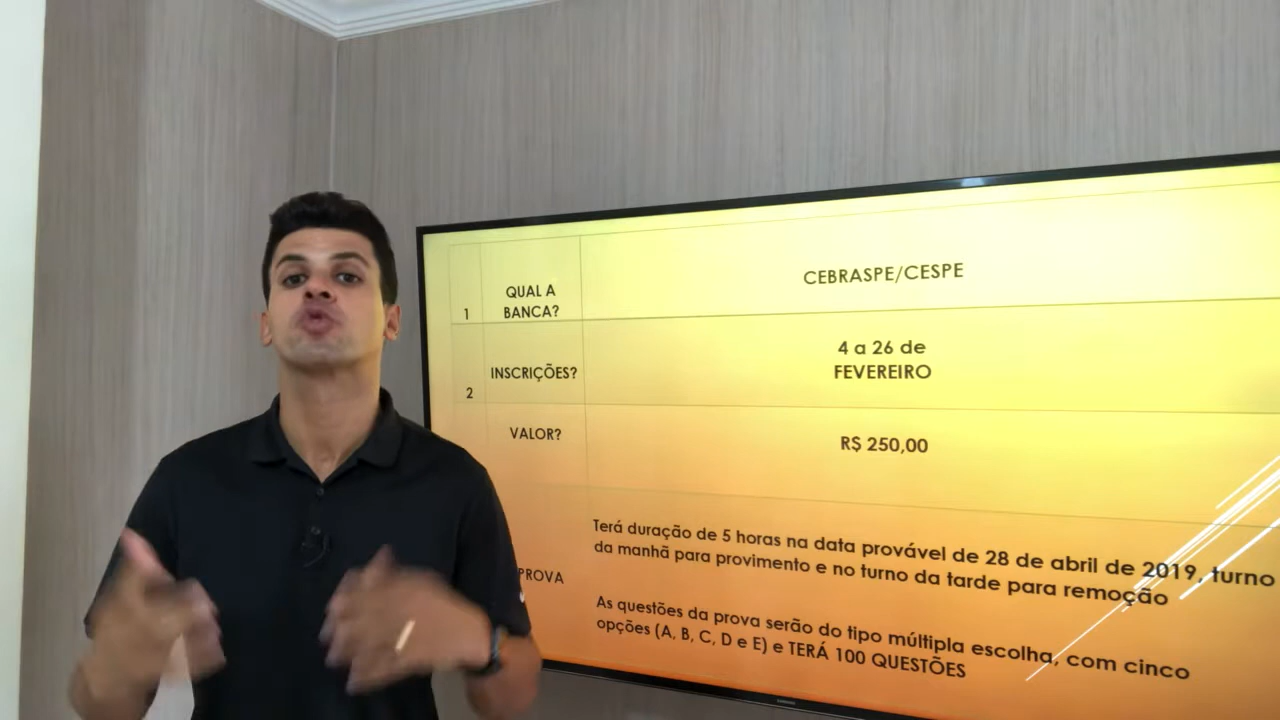 1
QUAL A
BANCA?
CEBRASPE/CESPE
2
INSCRIÇÕES?
4 a 26 de
FEVEREIRO
VALOR?
R$ 250,00
PROVA
Terá duração de 5 horas na data provável de 28 de abril de 2019, turno
da manhã para provimento e no turno da tarde para remoção
As questões da prova serão do tipo múltipla escolha, com cinco
opções (A, B, C, D e E) e TERÁ 100 QUESTÕES